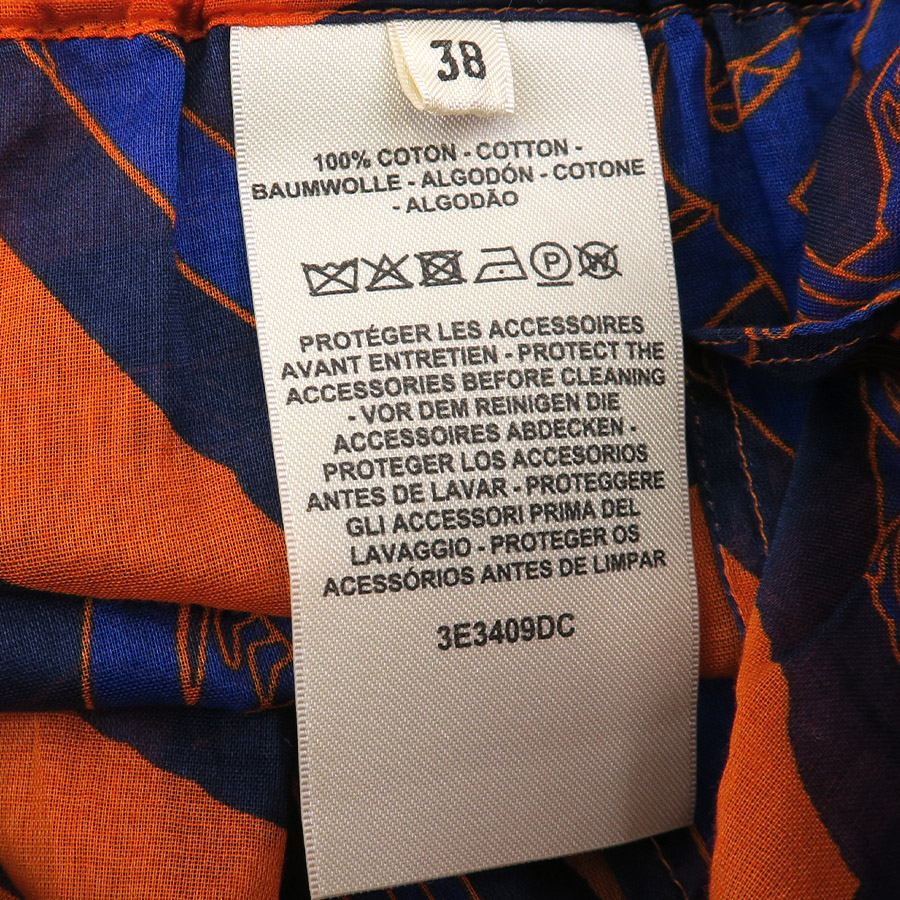 38
100% COTON - COTTON -
BAUMWOLLE - ALGODÓN - COTONE
- ALGODÃO
P
W
PROTÉGER LES ACCESSOIRES
AVANT ENTRETIEN - PROTECT THE
ACCESSORIES BEFORE CLEANING
- VOR DEM REINIGEN DIE
ACCESSOIRES ABDECKEN -
PROTEGER LOS ACCESORIOS
ANTES DE LAVAR - PROTEGGERE
GLI ACCESSORI PRIMA DEL
LAVAGGIO - PROTEGER OS
ACESSÓRIOS ANTES DE LIMPAR
3E3409DC